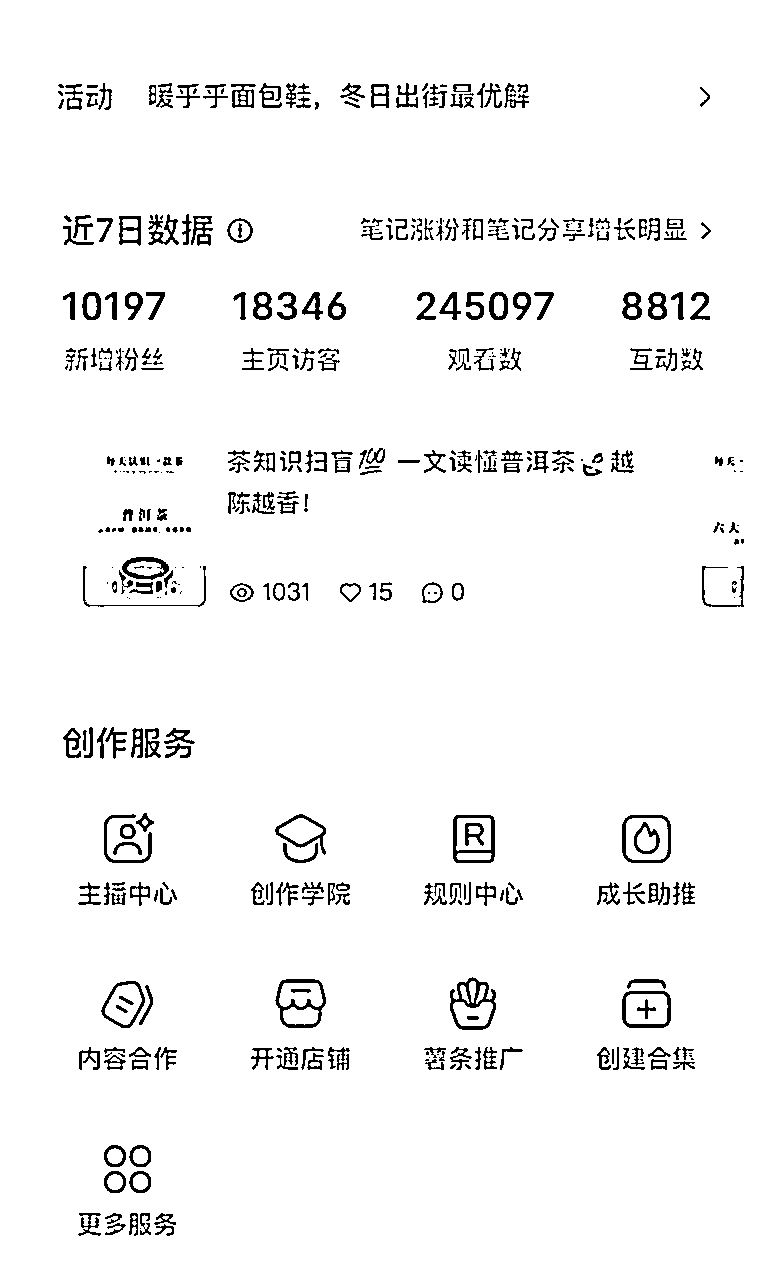 活动 暖乎乎面包鞋，冬日出街最优解
近7日数据 笔记涨粉和笔记分享增长明显
10197 18346 245097 8812
新增粉丝 主页访客 观看数 互动数
茶知识扫盲💯 一文读懂普洱茶🍃越
陈越香！
普洱茶
六大
1031 15 0
创作服务
主播中心 创作学院 规则中心 成长助推
内容合作 开通店铺 薯条推广 创建合集
更多服务